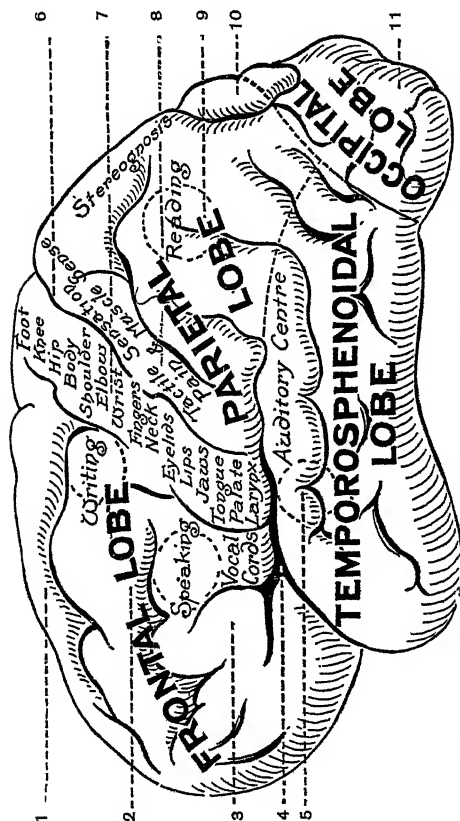 6
7
8
9
10
11
Foot
Knee
Hip
Body
Shoulder
Elbow
Wrist
Fingers
Neck
Eyelids
Lips
Jaws
Tongue
Palate
Larynx
Vocal
Cords
Stereognosis
Tactile & Muscle Sense
Pain Sensation
Writing
Speaking
Reading
Auditory Centre
FRONTAL LOBE
PARIETAL
LOBE
OCCIPITAL
LOBE
TEMPOROSPHENOIDAL
LOBE
1
2
3
4
5